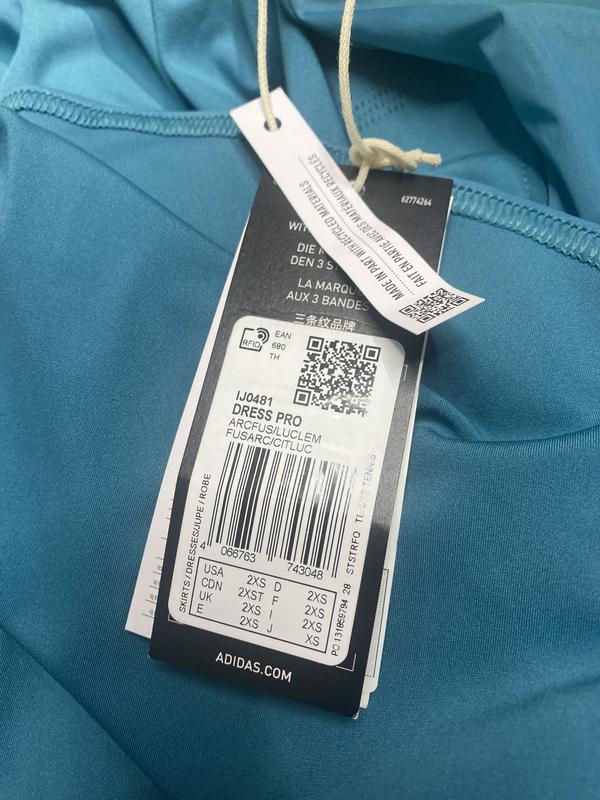 MADE IN PART WITH RECYCLED MATERIALS
FAIT EN PARTIE AVEC DES MATÉRIAUX RECYCLÉS
62774264
WIT
DIE
DEN 3 S
LA MARQUE
AUX 3 BANDES
三条纹品牌
RFID
EAN
680
TH
IJ0481
DRESS PRO
ARCFUS/LUCLEM
FUSARC/CITLUC
SKIRTS/DRESSES/JUPE/ROBE
4 066763 743048
STSTRFQ
TENNIS
PO 131859794 28
USA 2XS D 2XS
CDN 2XST F 2XS
UK 2XS I 2XS
E 2XS J XS
ADIDAS.COM